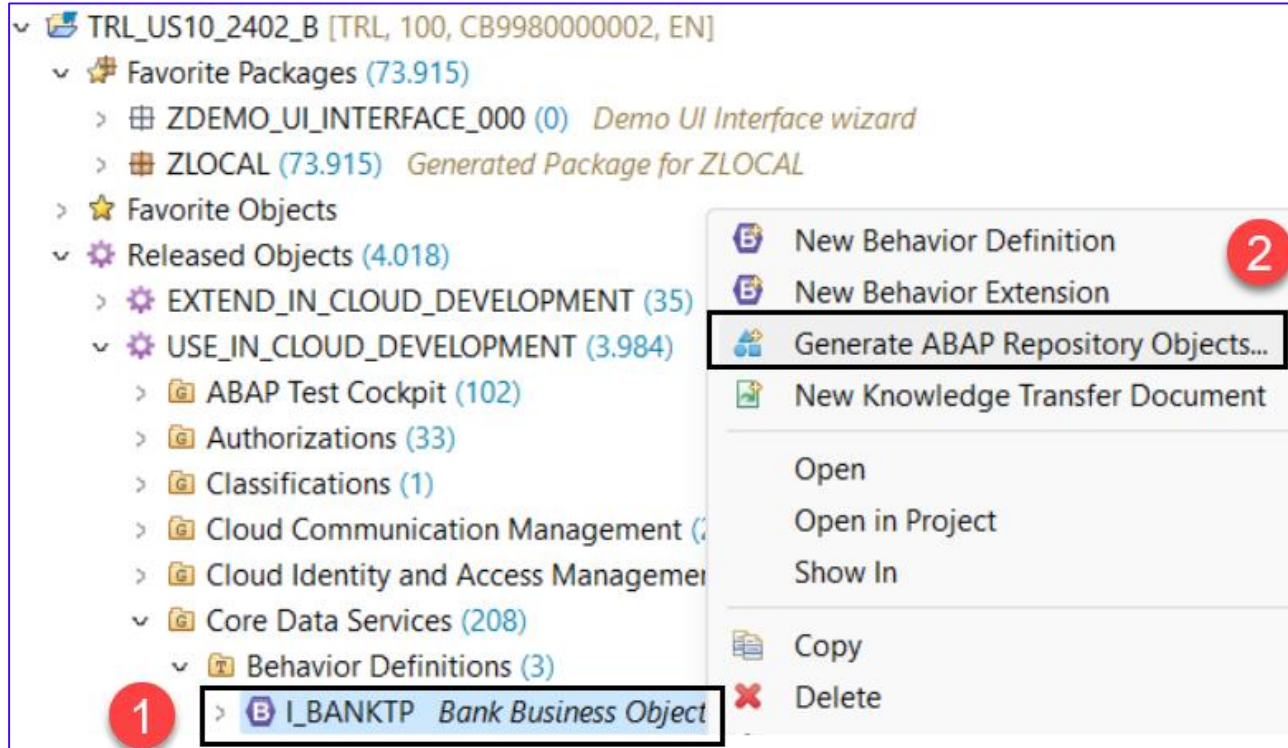 TRL_US10_2402_B [TRL, 100, CB9980000002, EN]
Favorite Packages (73.915)
ZDEMO_UI_INTERFACE_000 (0) Demo UI Interface wizard
ZLOCAL (73.915) Generated Package for ZLOCAL
Favorite Objects
Released Objects (4.018)
EXTEND_IN_CLOUD_DEVELOPMENT (35)
USE_IN_CLOUD_DEVELOPMENT (3.984)
ABAP Test Cockpit (102)
Authorizations (33)
Classifications (1)
Cloud Communication Management
Cloud Identity and Access
Core Data Services (208)
Behavior Definitions (3)
1
I_BANKTP Bank Business Object
New Behavior Definition
2
New Behavior Extension
Generate ABAP Repository Objects...
New Knowledge Transfer Document
Open
Open in Project
Show In
Copy
Delete